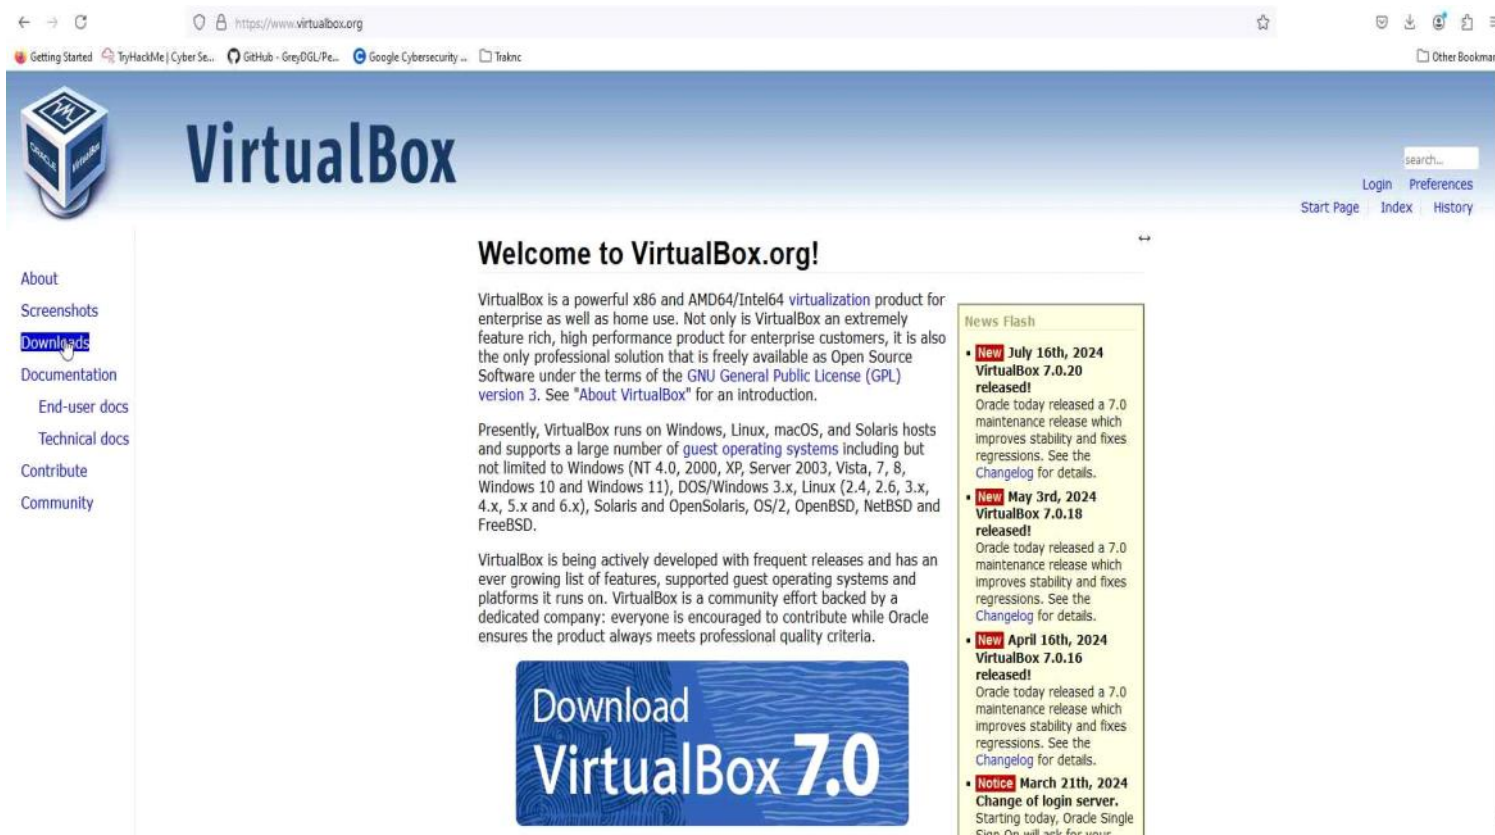 https://www.virtualbox.org
Getting Started TryHackMe | Cyber Se... GitHub - GreyDGL/Pe... Google Cybersecurity ... Traknc Other Bookmar
ORACLE VirtualBox
VirtualBox
search...
Login Preferences
Start Page Index History
About
Screenshots
Downloads
Documentation
End-user docs
Technical docs
Contribute
Community
Welcome to VirtualBox.org!
VirtualBox is a powerful x86 and AMD64/Intel64 virtualization product for
enterprise as well as home use. Not only is VirtualBox an extremely
feature rich, high performance product for enterprise customers, it is also
the only professional solution that is freely available as Open Source
Software under the terms of the GNU General Public License (GPL)
version 3. See "About VirtualBox" for an introduction.
Presently, VirtualBox runs on Windows, Linux, macOS, and Solaris hosts
and supports a large number of guest operating systems including but
not limited to Windows (NT 4.0, 2000, XP, Server 2003, Vista, 7, 8,
Windows 10 and Windows 11), DOS/Windows 3.x, Linux (2.4, 2.6, 3.x,
4.x, 5.x and 6.x), Solaris and OpenSolaris, OS/2, OpenBSD, NetBSD and
FreeBSD.
VirtualBox is being actively developed with frequent releases and has an
ever growing list of features, supported guest operating systems and
platforms it runs on. VirtualBox is a community effort backed by a
dedicated company: everyone is encouraged to contribute while Oracle
ensures the product always meets professional quality criteria.
Download
VirtualBox 7.0
News Flash
New July 16th, 2024
VirtualBox 7.0.20
released!
Oracle today released a 7.0
maintenance release which
improves stability and fixes
regressions. See the
Changelog for details.
New May 3rd, 2024
VirtualBox 7.0.18
released!
Oracle today released a 7.0
maintenance release which
improves stability and fixes
regressions. See the
Changelog for details.
New April 16th, 2024
VirtualBox 7.0.16
released!
Oracle today released a 7.0
maintenance release which
improves stability and fixes
regressions. See the
Changelog for details.
Notice March 21th, 2024
Change of login server.
Starting today, Oracle Single
Sign On will ask for your